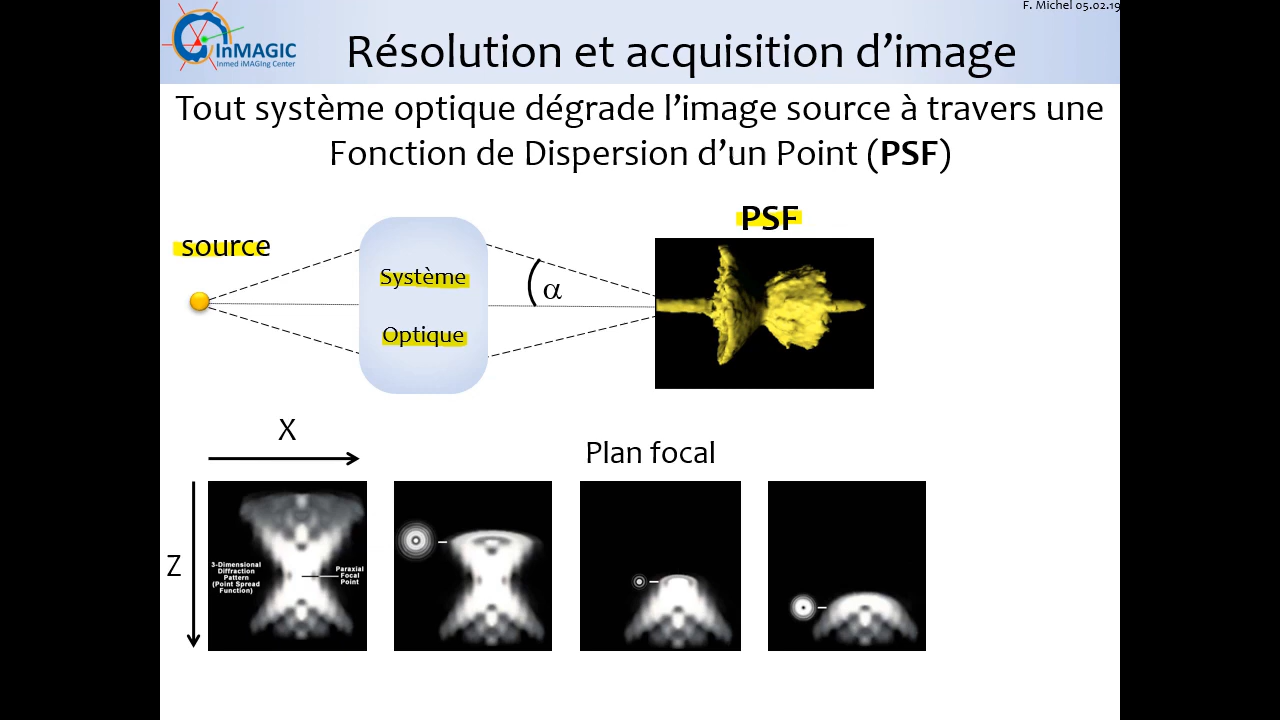 F. Michel 05.02.19
InMAGIC
Inmed iMAGing Center
Résolution et acquisition d’image
Tout système optique dégrade l’image source à travers une
Fonction de Dispersion d’un Point (PSF)
source
Système
Optique
α
PSF
X
Z
Plan focal
3-Dimensional
Diffraction
Pattern
(Point Spread
Function)
Paraxial
Focal
Point